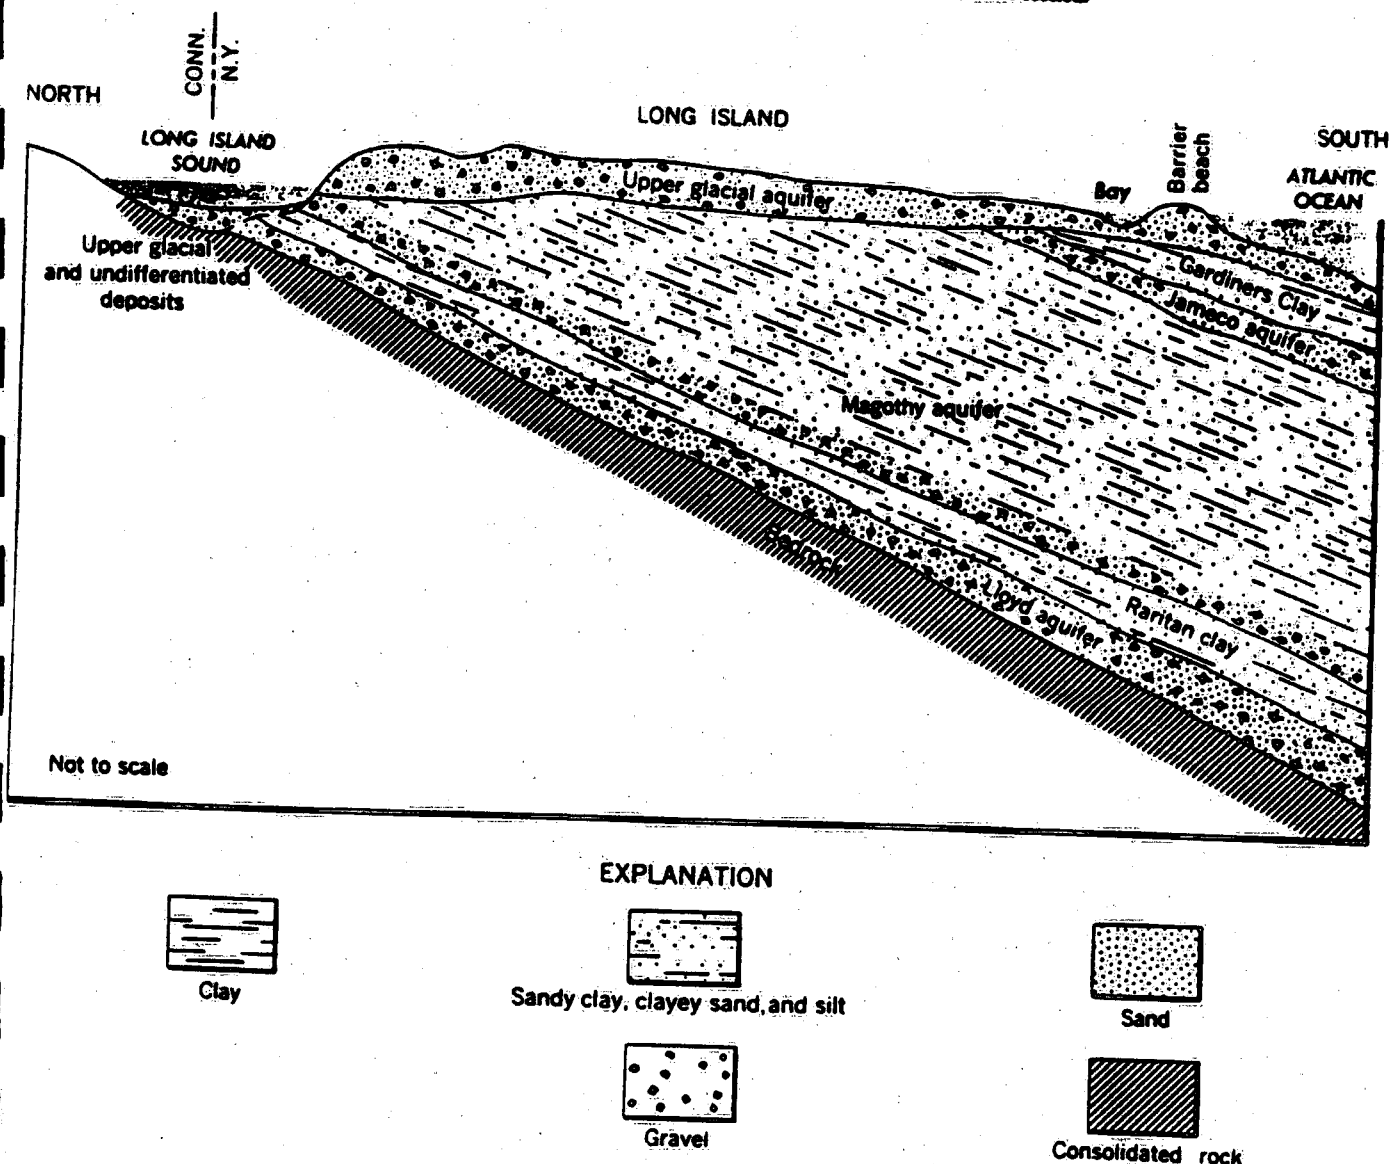 CONN.
N.Y.
NORTH
LONG ISLAND
SOUTH
LONG ISLAND
SOUND
Barrier
beach
Bay
ATLANTIC
OCEAN
Upper glacial aquifer
Upper glacial
and undifferentiated
deposits
Gardiners Clay
Jameco aquifer
Magothy aquifer
Bedrock
Lloyd aquifer
Raritan clay
Not to scale
EXPLANATION
Clay
Sandy clay, clayey sand, and silt
Sand
Gravel
Consolidated rock